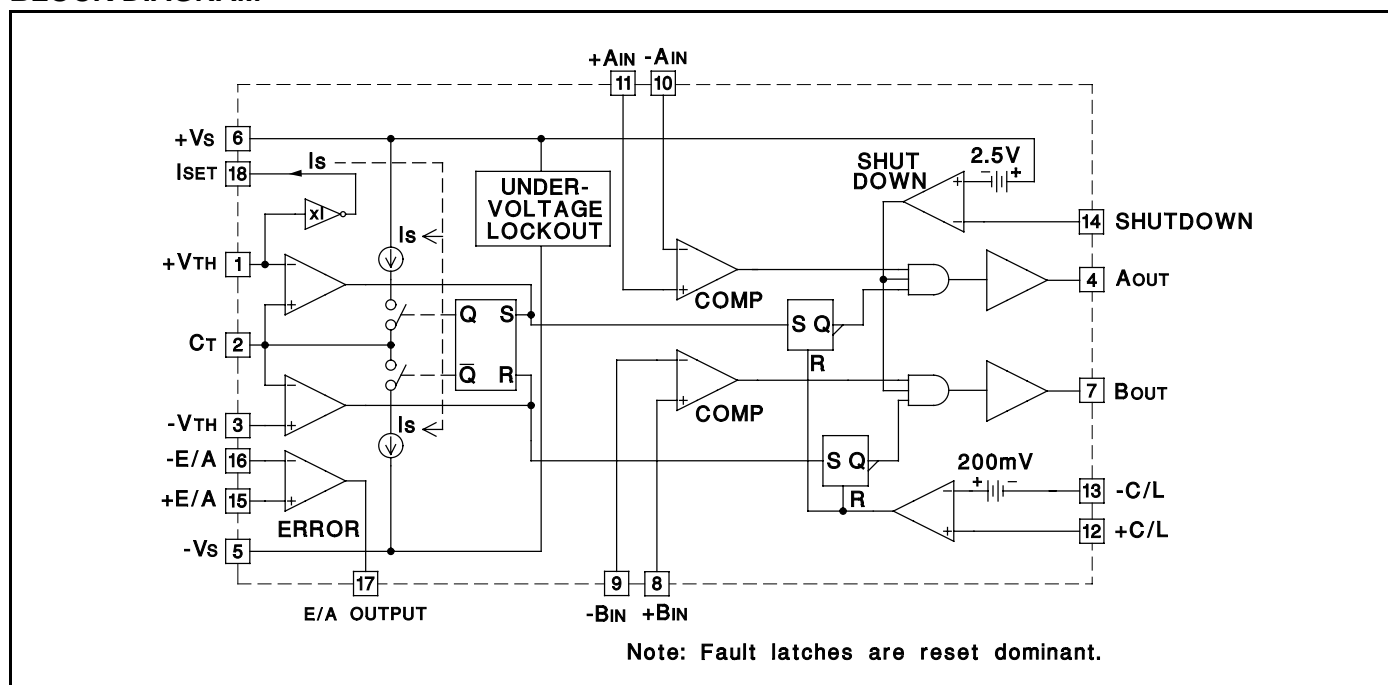 +AIN -AIN
11 10
+VS 6
ISET 18
IS
xI
UNDER-
VOLTAGE
LOCKOUT
SHUT
DOWN
2.5V
- +
+
-
14 SHUTDOWN
+VTH 1
-
+
IS
-
+
COMP
4 AOUT
CT 2
Q S
Q̅ R
S Q
R
-
+
COMP
7 BOUT
-
+
-VTH 3
IS
-E/A 16
+E/A 15
-
+
ERROR
S Q
R
200mV
+ -
-
+
13 -C/L
12 +C/L
-VS 5
17
E/A OUTPUT
9 8
-BIN +BIN
Note: Fault latches are reset dominant.